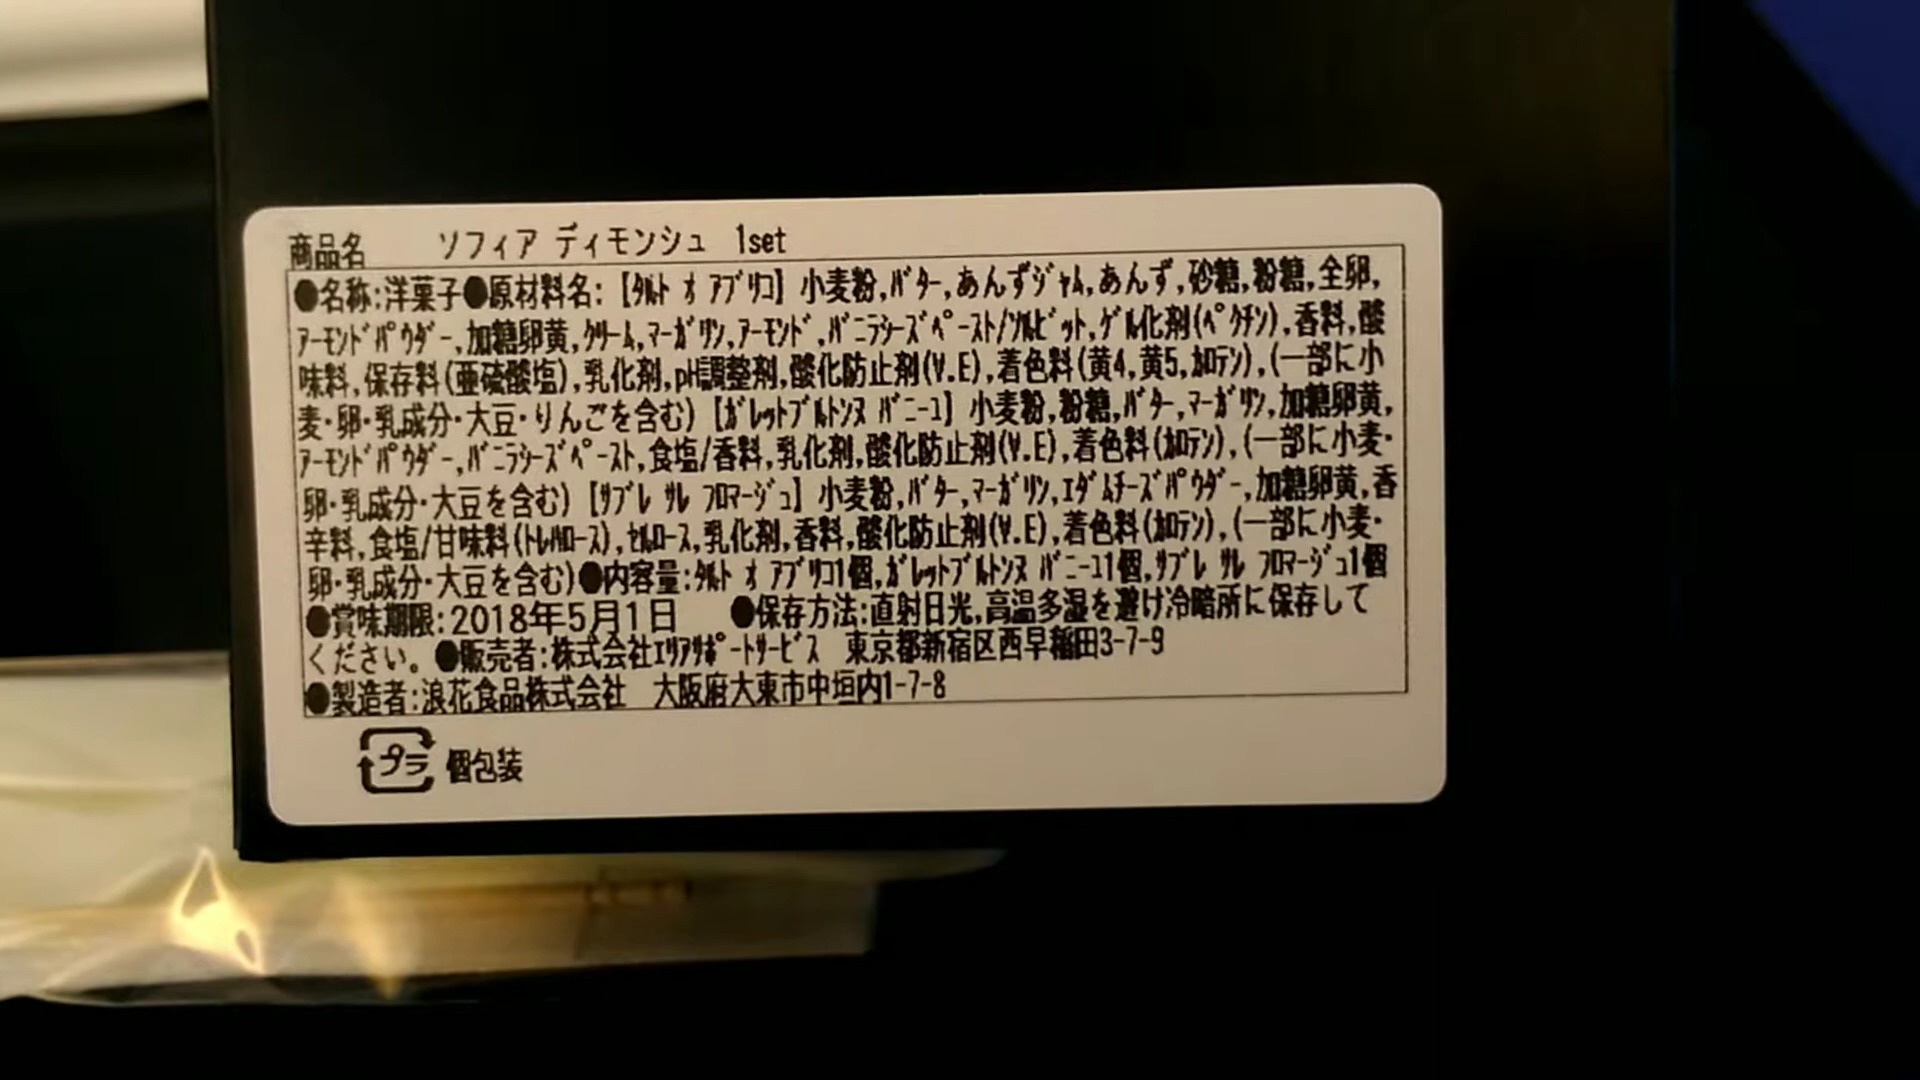 商品名 ソフィア ディモンシュ 1set
●名称:洋菓子●原材料名:【ﾀﾙﾄ ｵ ｱﾌﾞﾘｺ】小麦粉,ﾊﾞﾀｰ,あんずｼﾞｬﾑ,あんず,砂糖,粉糖,全卵,
ｱｰﾓﾝﾄﾞﾊﾟｳﾀﾞｰ,加糖卵黄,ｸﾘｰﾑ,ﾏｰｶﾞﾘﾝ,ｱｰﾓﾝﾄﾞ,ﾊﾞﾆﾗｼｰｽﾞﾍﾟｰｽﾄ/ｿﾙﾋﾞｯﾄ,ｹﾞﾙ化剤(ﾍﾟｸﾁﾝ),香料,酸
味料,保存料(亜硫酸塩),乳化剤,pH調整剤,酸化防止剤(V.E),着色料(黄4,黄5,ｶﾛﾃﾝ),(一部に小
麦・卵・乳成分・大豆・りんごを含む)【ｶﾞﾚｯﾄﾌﾞﾙﾄﾝﾇ ﾊﾞﾆｰﾕ】小麦粉,粉糖,ﾊﾞﾀｰ,ﾏｰｶﾞﾘﾝ,加糖卵黄,
ｱｰﾓﾝﾄﾞﾊﾟｳﾀﾞｰ,ﾊﾞﾆﾗｼｰｽﾞﾍﾟｰｽﾄ,食塩/香料,乳化剤,酸化防止剤(V.E),着色料(ｶﾛﾃﾝ),(一部に小麦・
卵・乳成分・大豆を含む)【ｻﾌﾞﾚ ｻﾚ ﾌﾛﾏｰｼﾞｭ】小麦粉,ﾊﾞﾀｰ,ﾏｰｶﾞﾘﾝ,ｴﾀﾞﾑﾁｰｽﾞﾊﾟｳﾀﾞｰ,加糖卵黄,香
辛料,食塩/甘味料(ﾄﾚﾊﾛｰｽ),ｾﾙﾛｰｽ,乳化剤,香料,酸化防止剤(V.E),着色料(ｶﾛﾃﾝ),(一部に小麦・
卵・乳成分・大豆を含む)●内容量:ﾀﾙﾄ ｵ ｱﾌﾞﾘｺ1個,ｶﾞﾚｯﾄﾌﾞﾙﾄﾝﾇ ﾊﾞﾆｰﾕ1個,ｻﾌﾞﾚ ｻﾚ ﾌﾛﾏｰｼﾞｭ1個
●賞味期限:2018年5月1日 ●保存方法:直射日光,高温多湿を避け冷暗所に保存して
ください。●販売者:株式会社ｴﾘｱｻﾎﾟｰﾄｻｰﾋﾞｽ 東京都新宿区西早稲田3-7-9
●製造者:浪花食品株式会社 大阪府大東市中垣内1-7-8
プラ 個包装